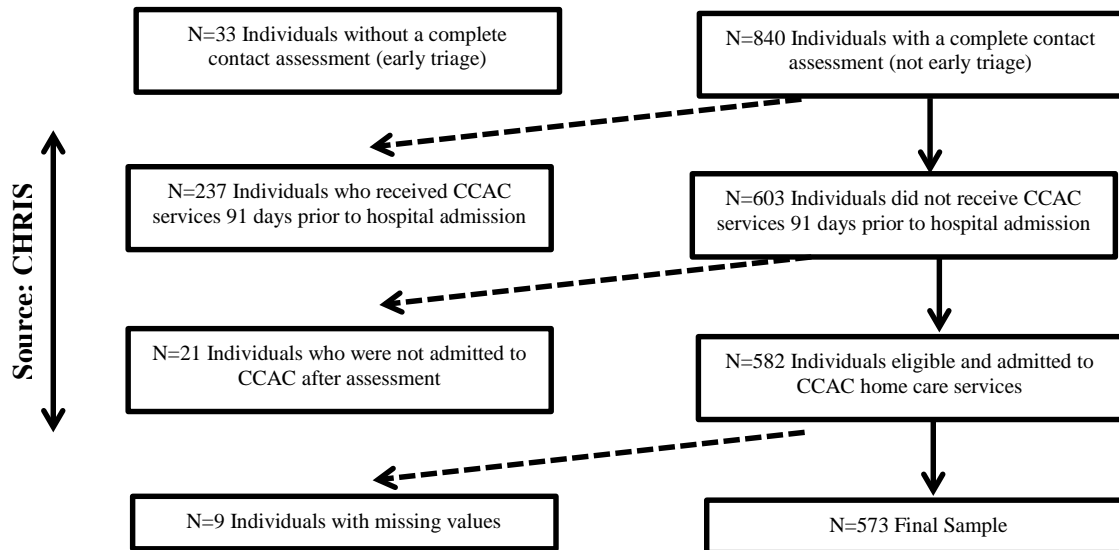 N=33 Individuals without a complete
contact assessment (early triage)
N=840 Individuals with a complete contact
assessment (not early triage)
Source: CHRIS
N=237 Individuals who received CCAC
services 91 days prior to hospital admission
N=603 Individuals did not receive CCAC
services 91 days prior to hospital admission
N=21 Individuals who were not admitted to
CCAC after assessment
N=582 Individuals eligible and admitted to
CCAC home care services
N=9 Individuals with missing values
N=573 Final Sample